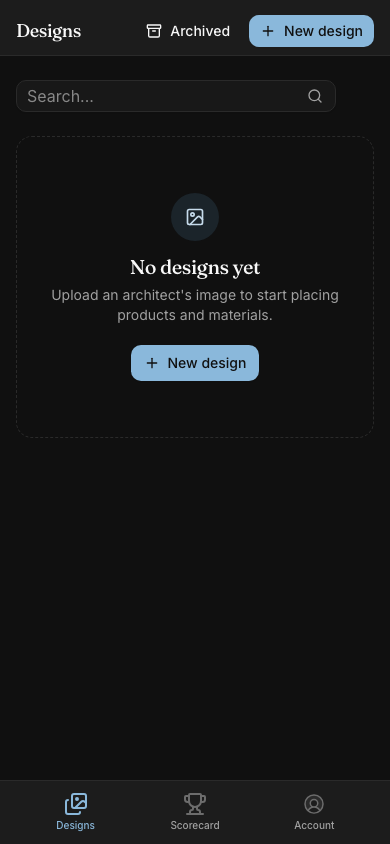 Designs
Archived
New design
Search...
No designs yet
Upload an architect's image to start placing
products and materials.
New design
Designs
Scorecard
Account